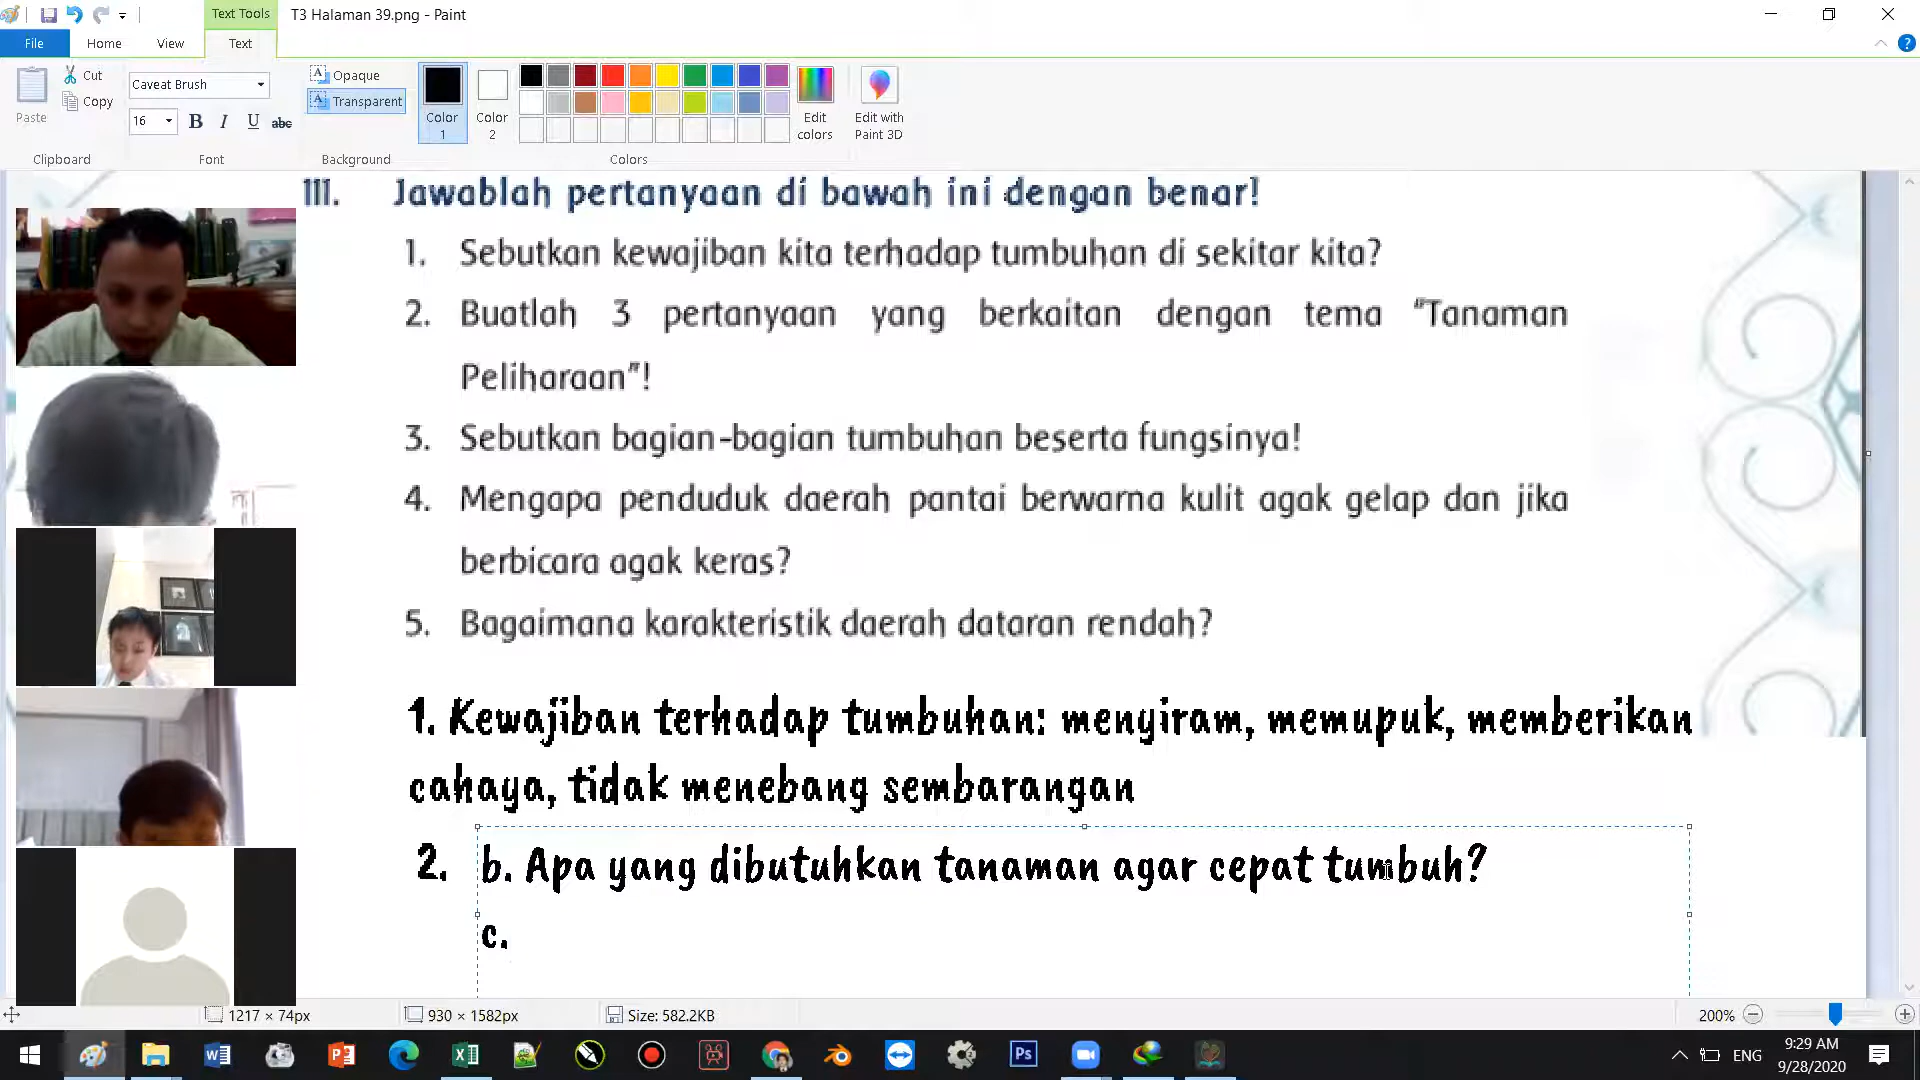 Text Tools
T3 Halaman 39.png - Paint
File
Home
View
Text
Paste
Cut
Copy
Clipboard
Caveat Brush
16
B I U abc
Font
Opaque
Transparent
Background
Color 1
Color 2
Edit colors
Colors
Edit with Paint 3D
III. Jawablah pertanyaan di bawah ini dengan benar!
1. Sebutkan kewajiban kita terhadap tumbuhan di sekitar kita?
2. Buatlah 3 pertanyaan yang berkaitan dengan tema "Tanaman
Peliharaan"!
3. Sebutkan bagian-bagian tumbuhan beserta fungsinya!
4. Mengapa penduduk daerah pantai berwarna kulit agak gelap dan jika
berbicara agak keras?
5. Bagaimana karakteristik daerah dataran rendah?
1. Kewajiban terhadap tumbuhan: menyiram, memupuk, memberikan
cahaya, tidak menebang sembarangan
2. b. Apa yang dibutuhkan tanaman agar cepat tumbuh?
c.
1217 × 74px
930 × 1582px
Size: 582.2KB
200%
ENG
9:29 AM
9/28/2020